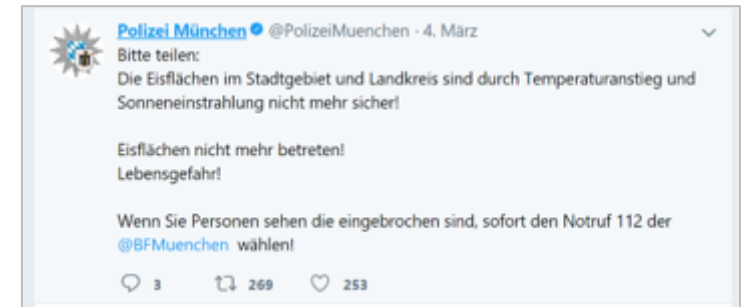 Polizei München @PolizeiMuenchen · 4. März
Bitte teilen:
Die Eisflächen im Stadtgebiet und Landkreis sind durch Temperaturanstieg und
Sonneneinstrahlung nicht mehr sicher!
Eisflächen nicht mehr betreten!
Lebensgefahr!
Wenn Sie Personen sehen die eingebrochen sind, sofort den Notruf 112 der
@BFMuenchen wählen!
3 269 253